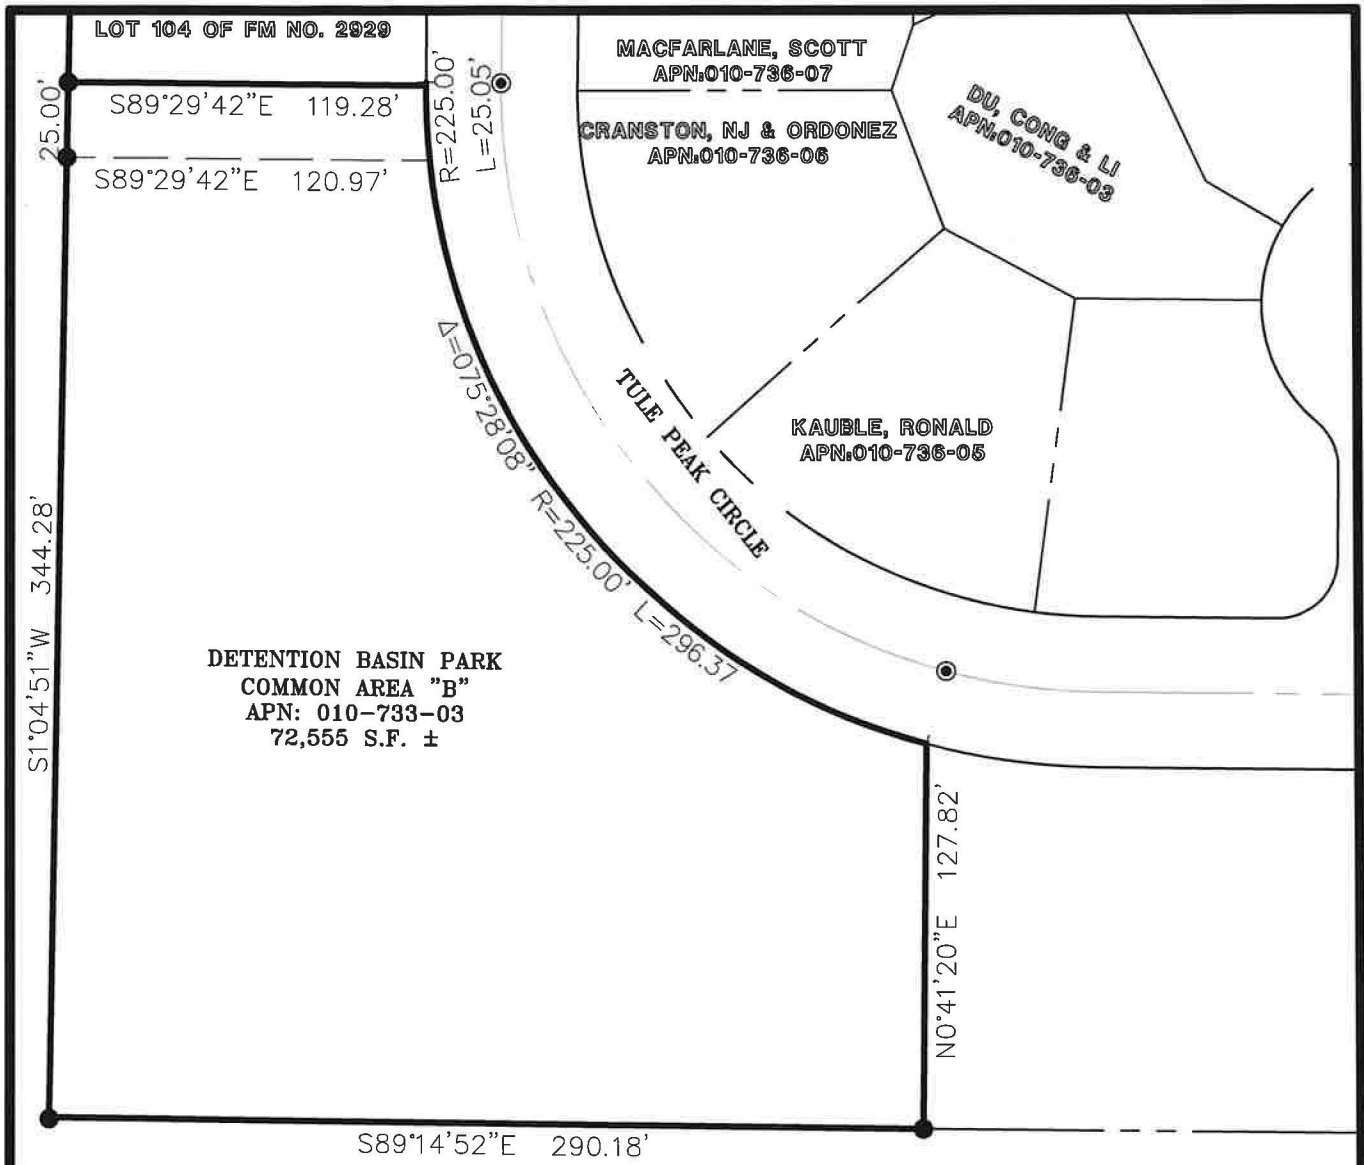 LOT 104 OF FM NO. 2929
25.00'
S89°29'42"E 119.28'
S89°29'42"E 120.97'
R=225.00'
L=25.05'
MACFARLANE, SCOTT
APN:010-736-07
CRANSTON, NJ & ORDONEZ
APN:010-736-06
DU, CONG & LI
APN:010-736-03
Δ=075°28'08" R=225.00' L=296.37
TULE PEAK CIRCLE
KAUBLE, RONALD
APN:010-736-05
S1°04'51"W 344.28'
DETENTION BASIN PARK
COMMON AREA "B"
APN: 010-733-03
72,555 S.F. ±
N0°41'20"E 127.82'
S89°14'52"E 290.18'